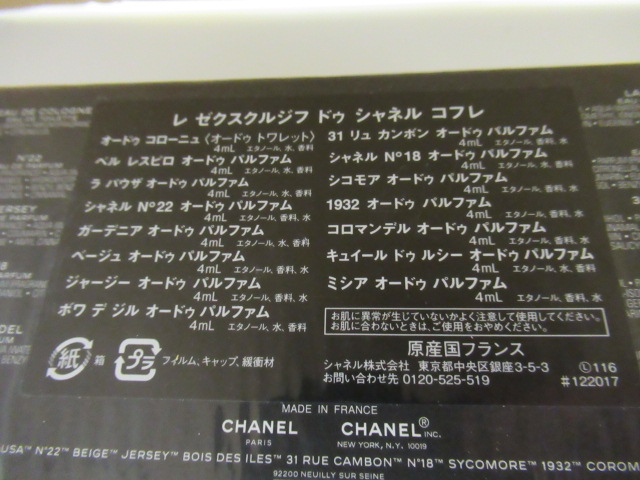 レ ゼクスクルジフ ドゥ シャネル コフレ
オードゥ コローニュ〈オードゥ トワレット〉
4mL エタノール, 水, 香料
ベル レスピロ オードゥ パルファム
4mL エタノール, 水, 香料
ラ パウザ オードゥ パルファム
4mL エタノール, 水, 香料
シャネル Nº22 オードゥ パルファム
4mL エタノール, 水, 香料
ガーデニア オードゥ パルファム
4mL エタノール, 水, 香料
ベージュ オードゥ パルファム
4mL エタノール, 水, 香料
ジャージー オードゥ パルファム
4mL エタノール, 水, 香料
ボワ デ ジル オードゥ パルファム
4mL エタノール, 水, 香料
31 リュ カンボン オードゥ パルファム
4mL エタノール, 水, 香料
シャネル Nº18 オードゥ パルファム
4mL エタノール, 香料, 水
シコモア オードゥ パルファム
4mL エタノール, 香料, 水
1932 オードゥ パルファム
4mL エタノール, 香料, 水
コロマンデル オードゥ パルファム
4mL エタノール, 香料, 水
キュイール ドゥ ルシー オードゥ パルファム
4mL エタノール, 水, 香料
ミシア オードゥ パルファム
4mL エタノール, 香料, 水
お肌に異常が生じていないかよく注意して使用してください。
お肌に合わないときは、ご使用をおやめください。
紙 箱 プラ フィルム、キャップ、緩衝材
原産国フランス
シャネル株式会社 東京都中央区銀座3-5-3
お問い合わせ先 0120-525-519
Ⓛ116
#122017
MADE IN FRANCE
CHANEL CHANEL® INC.
PARIS NEW YORK, N.Y. 10019
USA™ N°22™ BEIGE™ JERSEY™ BOIS DES ILES™ 31 RUE CAMBON™ N°18™ SYCOMORE™ 1932™ COROM
92200 NEUILLY SUR SEINE
DE COLOGNE
N°22
DEL
LA